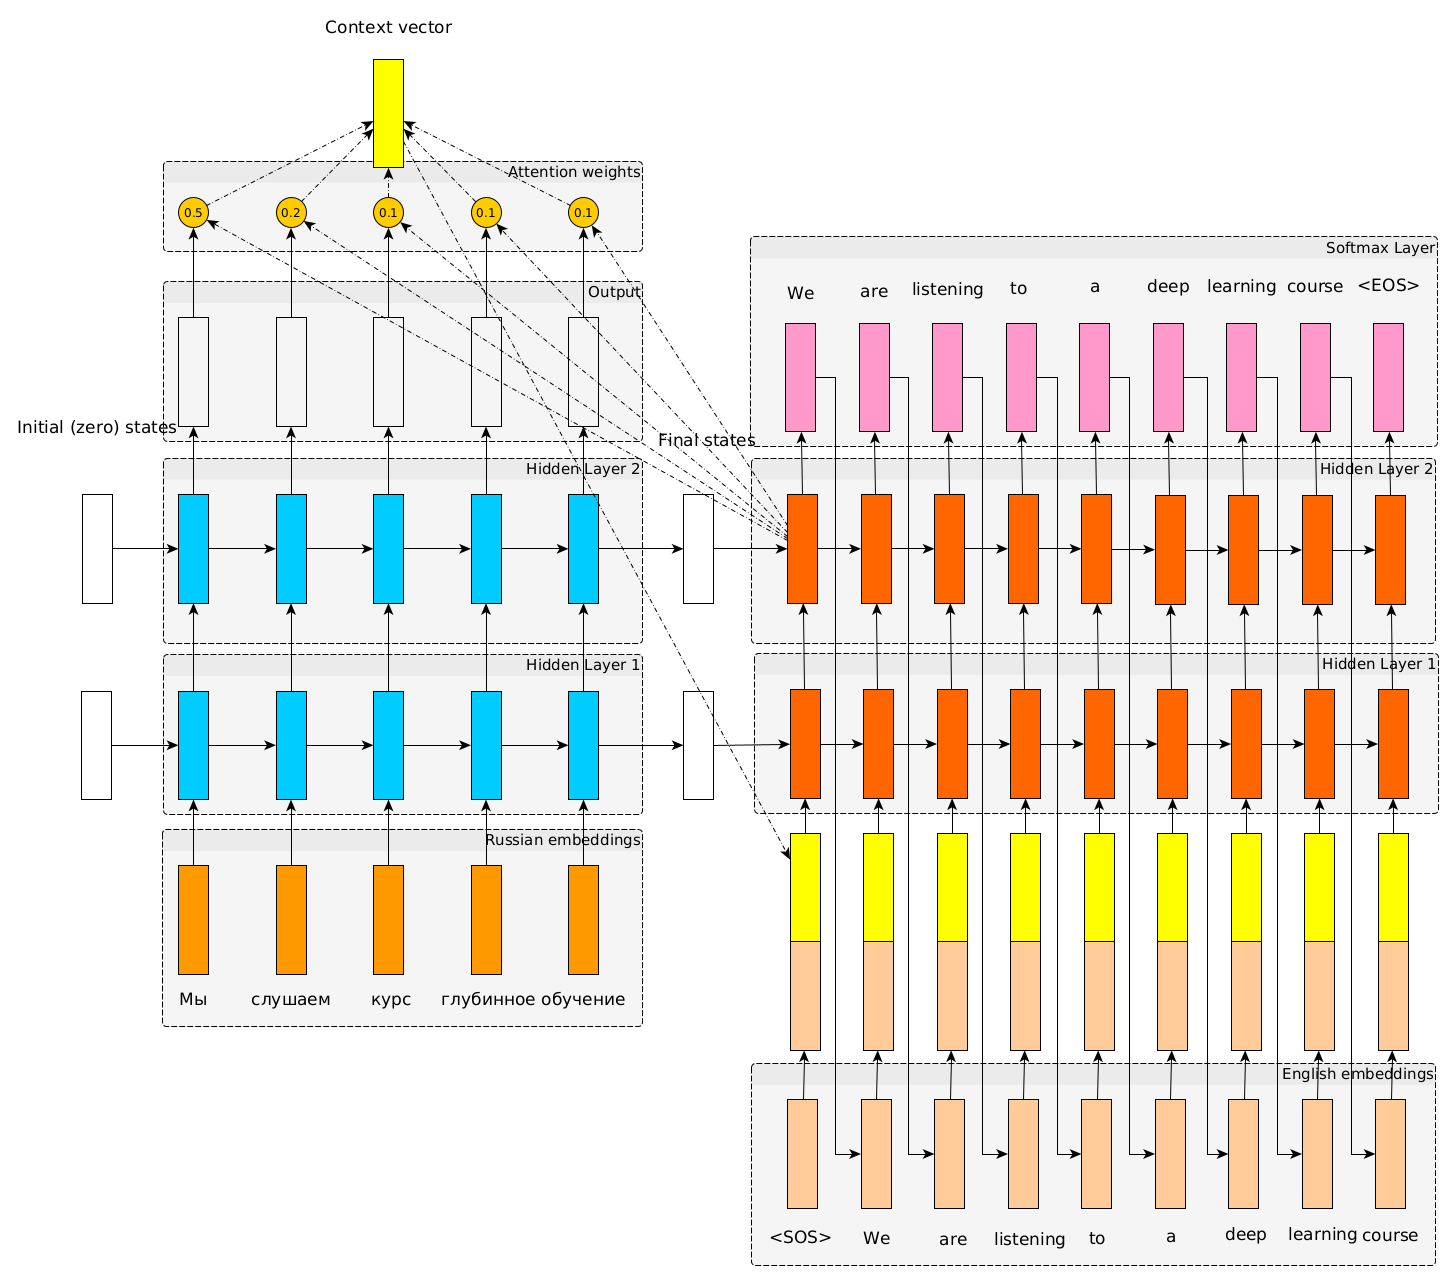 Context vector
Attention weights
0.5 0.2 0.1 0.1 0.1
Output
Initial (zero) states
Final states
Hidden Layer 2
Hidden Layer 1
Russian embeddings
Мы слушаем курс глубинное обучение
Softmax Layer
We are listening to a deep learning course <EOS>
Hidden Layer 2
Hidden Layer 1
English embeddings
<SOS> We are listening to a deep learning course